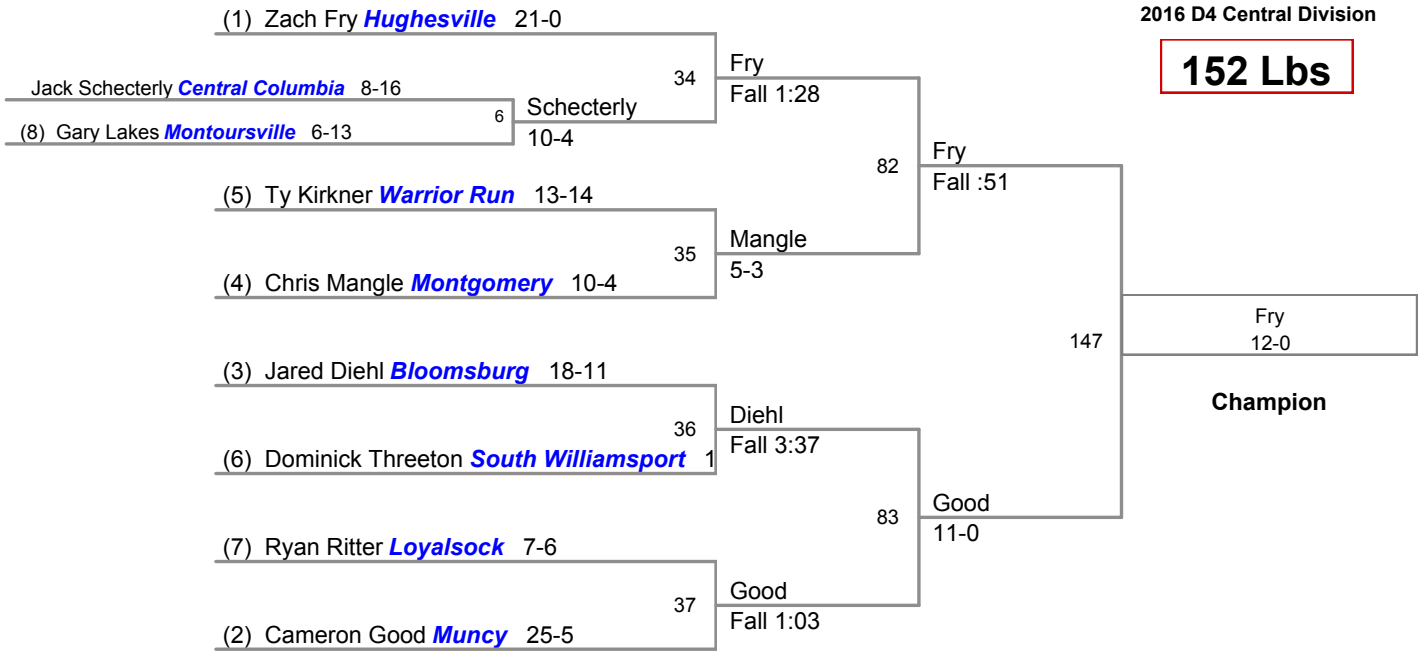 2016 D4 Central Division
152 Lbs
(1) Zach Fry Hughesville 21-0
34
Fry
Fall 1:28
Jack Schecterly Central Columbia 8-16
6
Schecterly
10-4
(8) Gary Lakes Montoursville 6-13
82
Fry
Fall :51
(5) Ty Kirkner Warrior Run 13-14
35
Mangle
5-3
(4) Chris Mangle Montgomery 10-4
147
Fry
12-0
Champion
(3) Jared Diehl Bloomsburg 18-11
36
Diehl
Fall 3:37
(6) Dominick Threeton South Williamsport 1
83
Good
11-0
(7) Ryan Ritter Loyalsock 7-6
37
Good
Fall 1:03
(2) Cameron Good Muncy 25-5